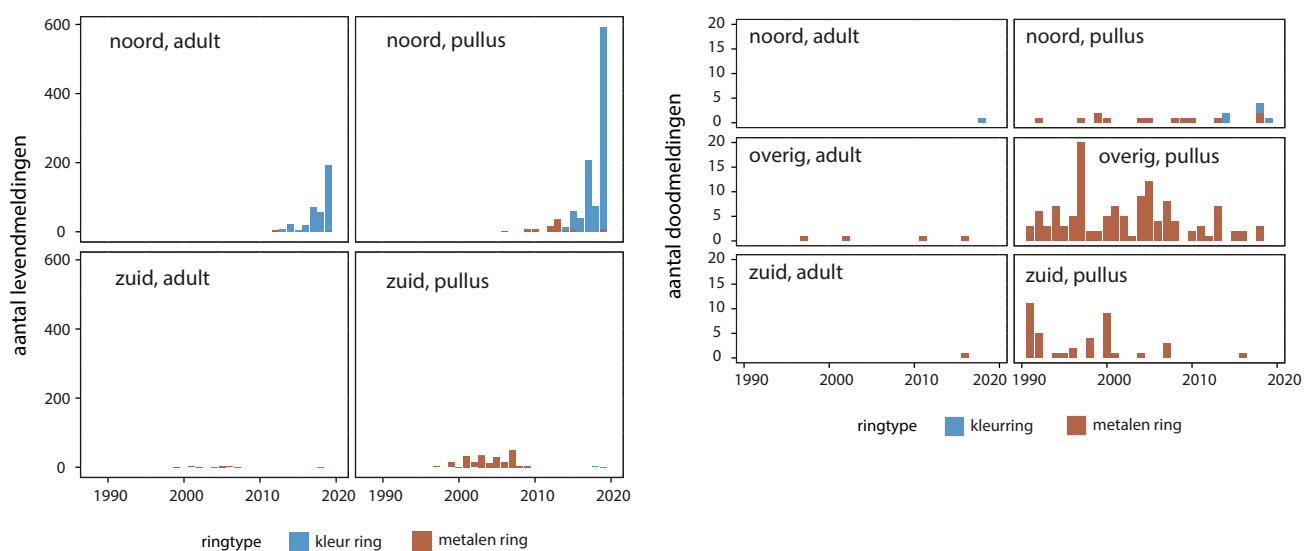 aantal levendmeldingen
600
400
200
0
noord, adult
noord, pullus
600
400
200
0
zuid, adult
zuid, pullus
1990 2000 2010 2020
1990 2000 2010 2020
ringtype kleur ring metalen ring
aantal doodmeldingen
20
15
10
5
0
noord, adult
noord, pullus
20
15
10
5
0
overig, adult
overig, pullus
20
15
10
5
0
zuid, adult
zuid, pullus
1990 2000 2010 2020
1990 2000 2010 2020
ringtype kleurring metalen ring